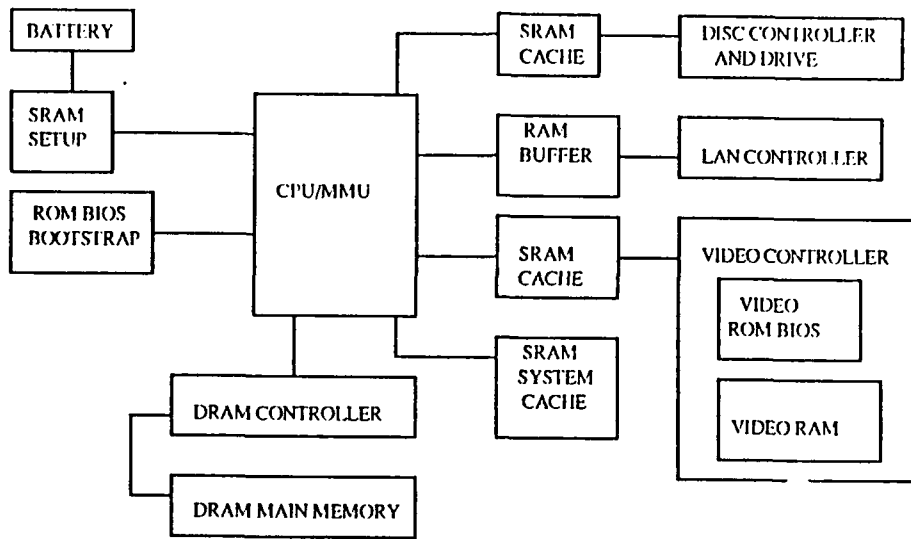 BATTERY
SRAM
SETUP
ROM BIOS
BOOTSTRAP
CPU/MMU
SRAM
CACHE
DISC CONTROLLER
AND DRIVE
RAM
BUFFER
LAN CONTROLLER
SRAM
CACHE
VIDEO CONTROLLER
VIDEO
ROM BIOS
VIDEO RAM
SRAM
SYSTEM
CACHE
DRAM CONTROLLER
DRAM MAIN MEMORY